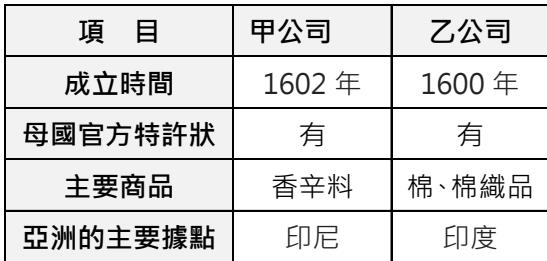 項 目 甲公司 乙公司
成立時間 1602 年 1600 年
母國官方特許狀 有 有
主要商品 香辛料 棉、棉織品
亞洲的主要據點 印尼 印度